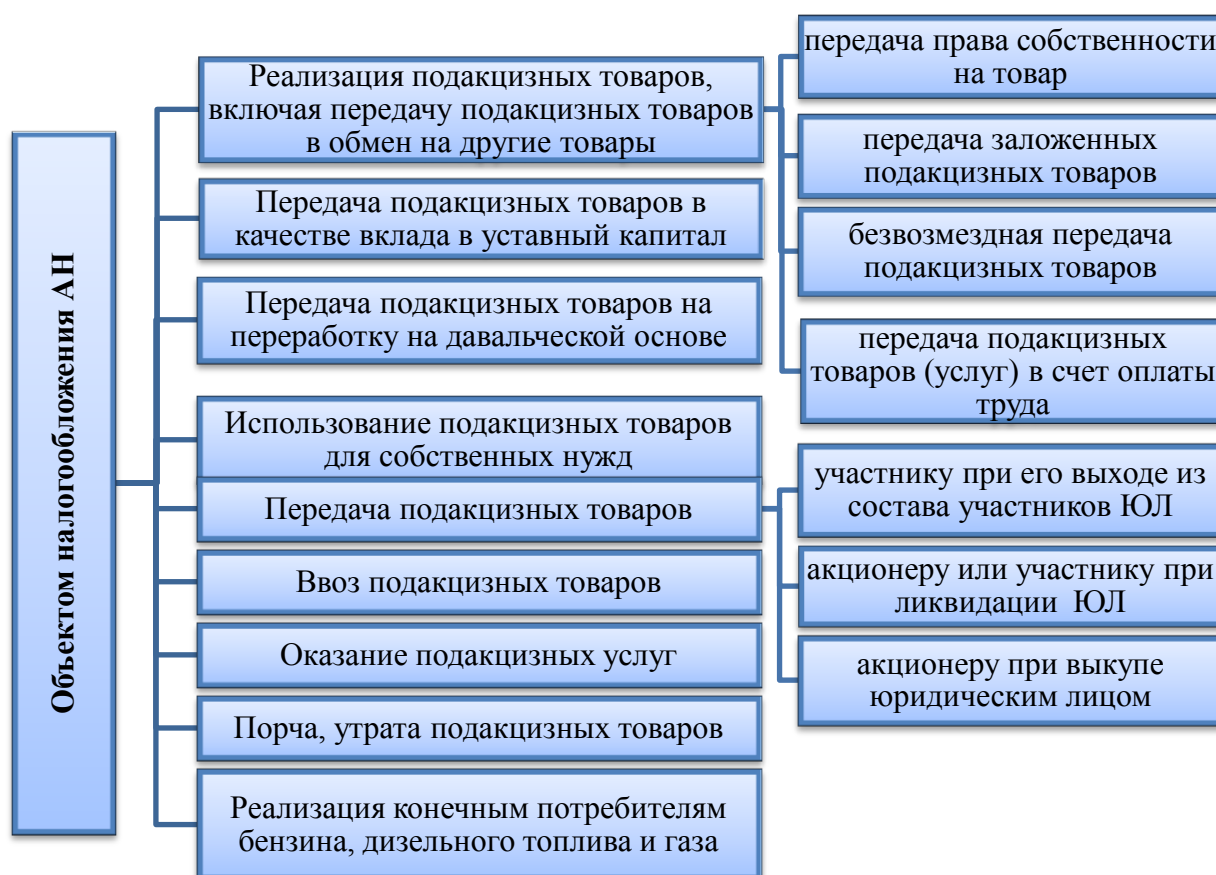 Объектом налогообложения АН
Реализация подакцизных товаров,
включая передачу подакцизных товаров
в обмен на другие товары
передача права собственности
на товар
передача заложенных
подакцизных товаров
безвозмездная передача
подакцизных товаров
передача подакцизных
товаров (услуг) в счет оплаты
труда
Передача подакцизных товаров в
качестве вклада в уставный капитал
Передача подакцизных товаров на
переработку на давальческой основе
Использование подакцизных товаров
для собственных нужд
Передача подакцизных товаров
участнику при его выходе из
состава участников ЮЛ
акционеру или участнику при
ликвидации ЮЛ
акционеру при выкупе
юридическим лицом
Ввоз подакцизных товаров
Оказание подакцизных услуг
Порча, утрата подакцизных товаров
Реализация конечным потребителям
бензина, дизельного топлива и газа